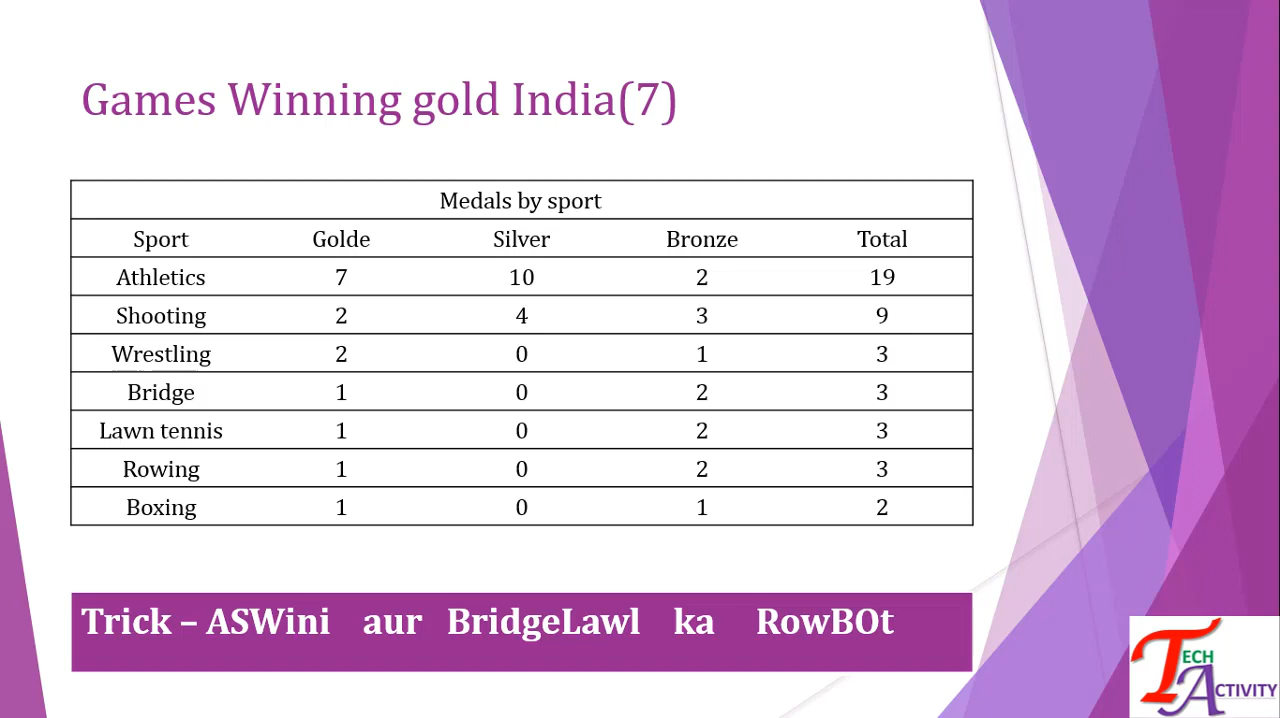 Games Winning gold India(7)
Medals by sport
Sport Golde Silver Bronze Total
Athletics 7 10 2 19
Shooting 2 4 3 9
Wrestling 2 0 1 3
Bridge 1 0 2 3
Lawn tennis 1 0 2 3
Rowing 1 0 2 3
Boxing 1 0 1 2
Trick – ASWini aur BridgeLawl ka RowBOt
TECH
ACTIVITY